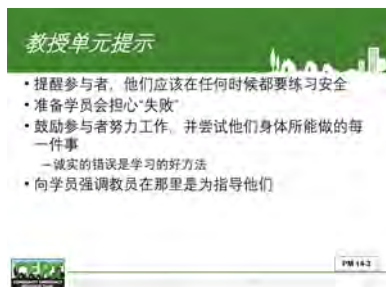 教授单元提示
• 提醒参与者，他们应该在任何时候都要练习安全
• 准备学员会担心“失败”
• 鼓励参与者努力工作，并尝试他们身体所能做的每
一件事
–诚实的错误是学习的好方法
• 向学员强调教员在那里是为指导他们